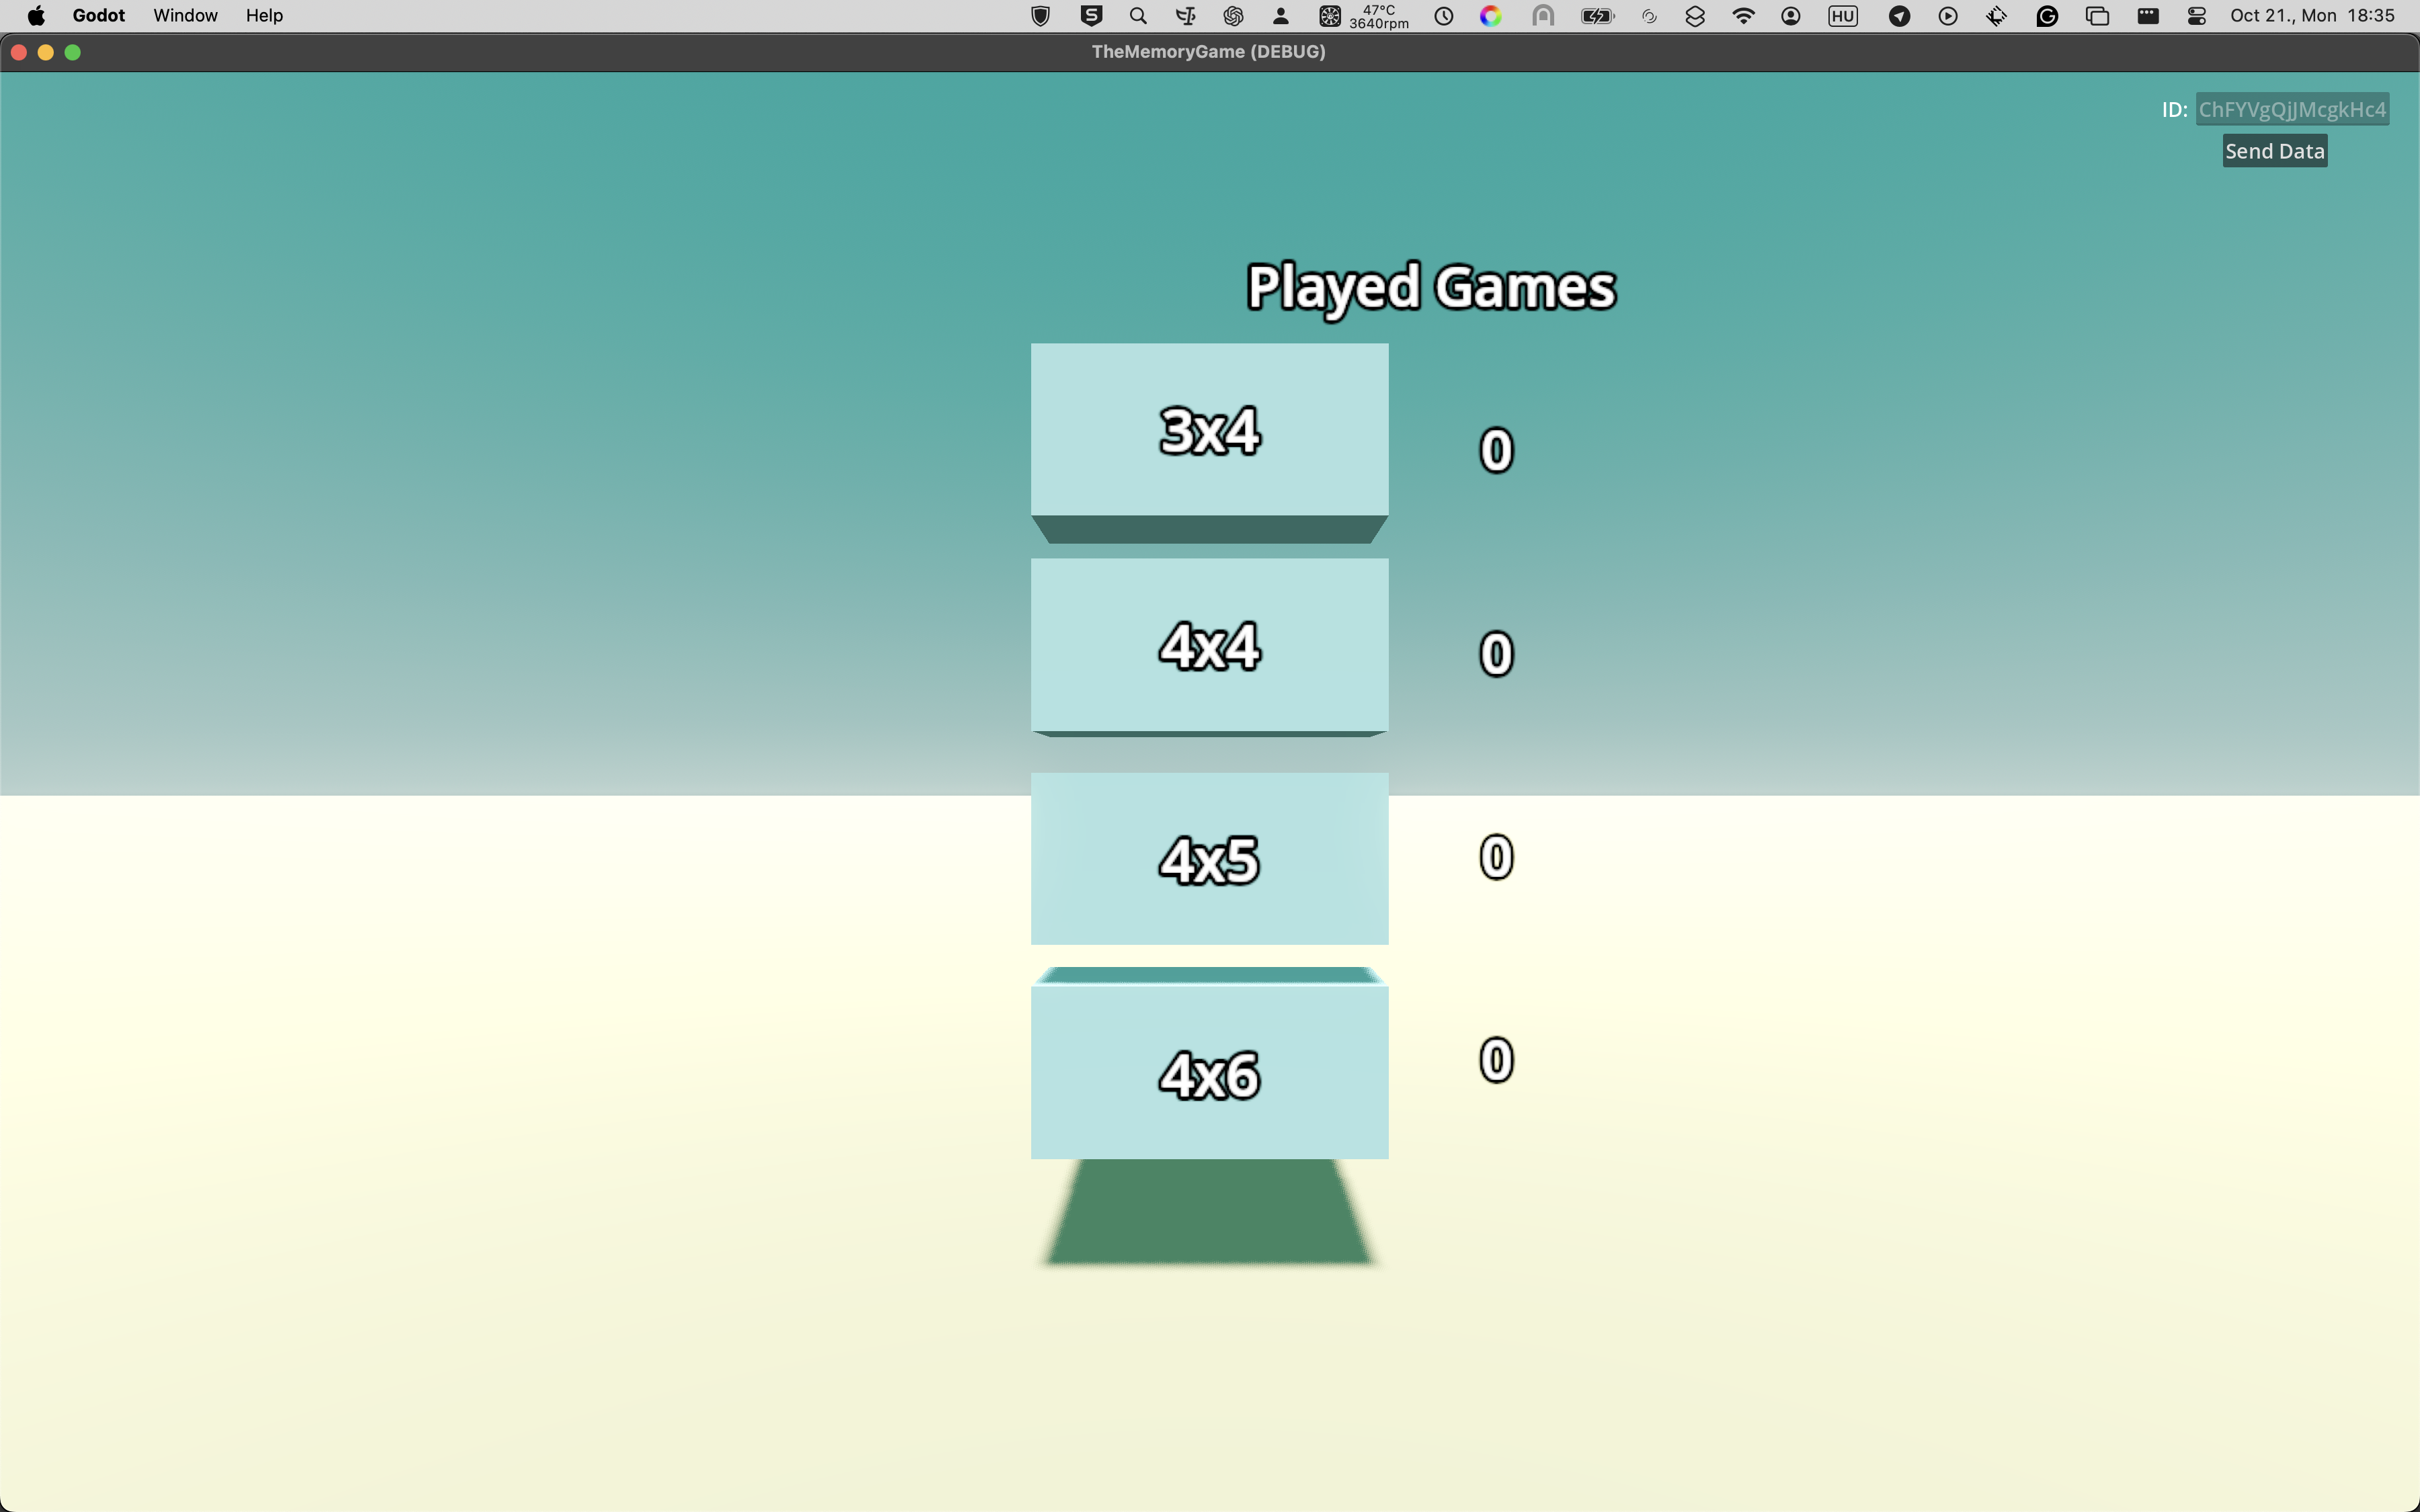 Godot Window Help 47°C HU Oct 21., Mon 18:35
3640rpm
TheMemoryGame (DEBUG)
ID: ChFYVgQjJMcgkHc4
Send Data
Played Games
3x4 0
4x4 0
4x5 0
4x6 0